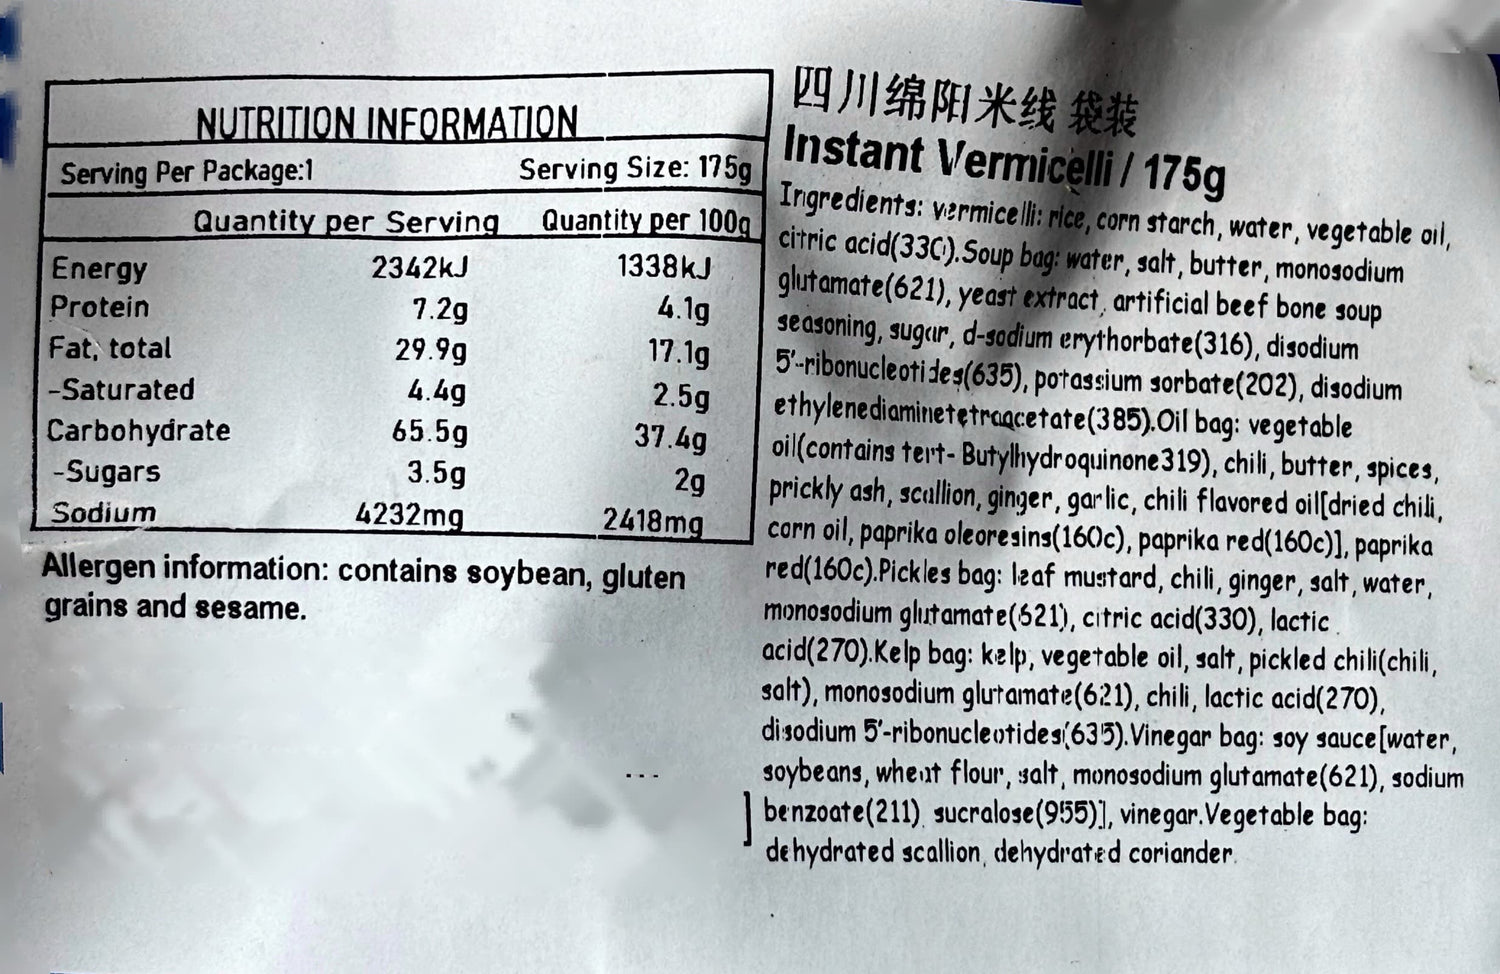 NUTRITION INFORMATION
Serving Per Package:1 Serving Size: 175g
Quantity per Serving Quantity per 100g
Energy 2342kJ 1338kJ
Protein 7.2g 4.1g
Fat, total 29.9g 17.1g
-Saturated 4.4g 2.5g
Carbohydrate 65.5g 37.4g
-Sugars 3.5g 2g
Sodium 4232mg 2418mg
Allergen information: contains soybean, gluten
grains and sesame.
四川绵阳米线 袋装
Instant Vermicelli / 175g
Ingredients: vermicelli: rice, corn starch, water, vegetable oil,
citric acid(330).Soup bag: water, salt, butter, monosodium
glutamate(621), yeast extract, artificial beef bone soup
seasoning, sugar, d-sodium erythorbate(316), disodium
5'-ribonucleotides(635), potassium sorbate(202), disodium
ethylenediaminetetraacetate(385).Oil bag: vegetable
oil(contains tert- Butylhydroquinone319), chili, butter, spices,
prickly ash, scallion, ginger, garlic, chili flavored oil[dried chili,
corn oil, paprika oleoresins(160c), paprika red(160c)], paprika
red(160c).Pickles bag: leaf mustard, chili, ginger, salt, water,
monosodium glutamate(621), citric acid(330), lactic
acid(270).Kelp bag: kelp, vegetable oil, salt, pickled chili(chili,
salt), monosodium glutamate(621), chili, lactic acid(270),
disodium 5'-ribonucleotides(635).Vinegar bag: soy sauce[water,
soybeans, wheat flour, salt, monosodium glutamate(621), sodium
benzoate(211), sucralose(955)], vinegar.Vegetable bag:
dehydrated scallion, dehydrated coriander.